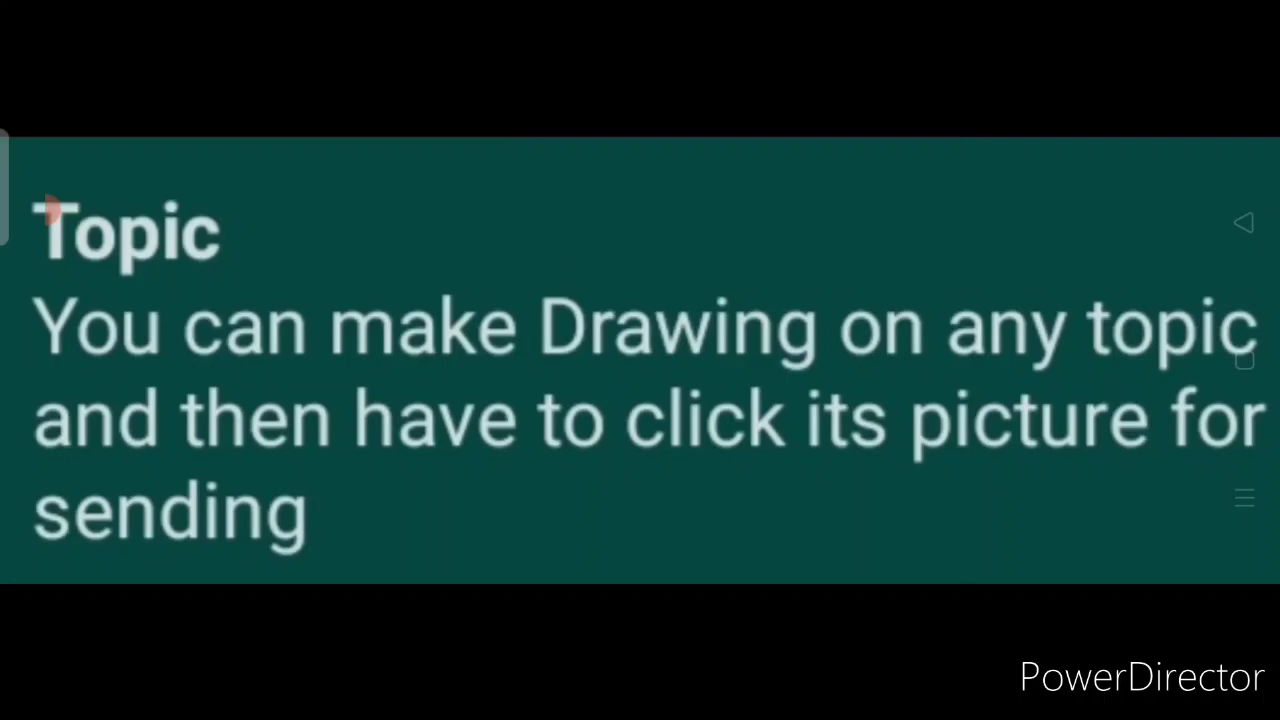 Topic
You can make Drawing on any topic
and then have to click its picture for
sending
PowerDirector